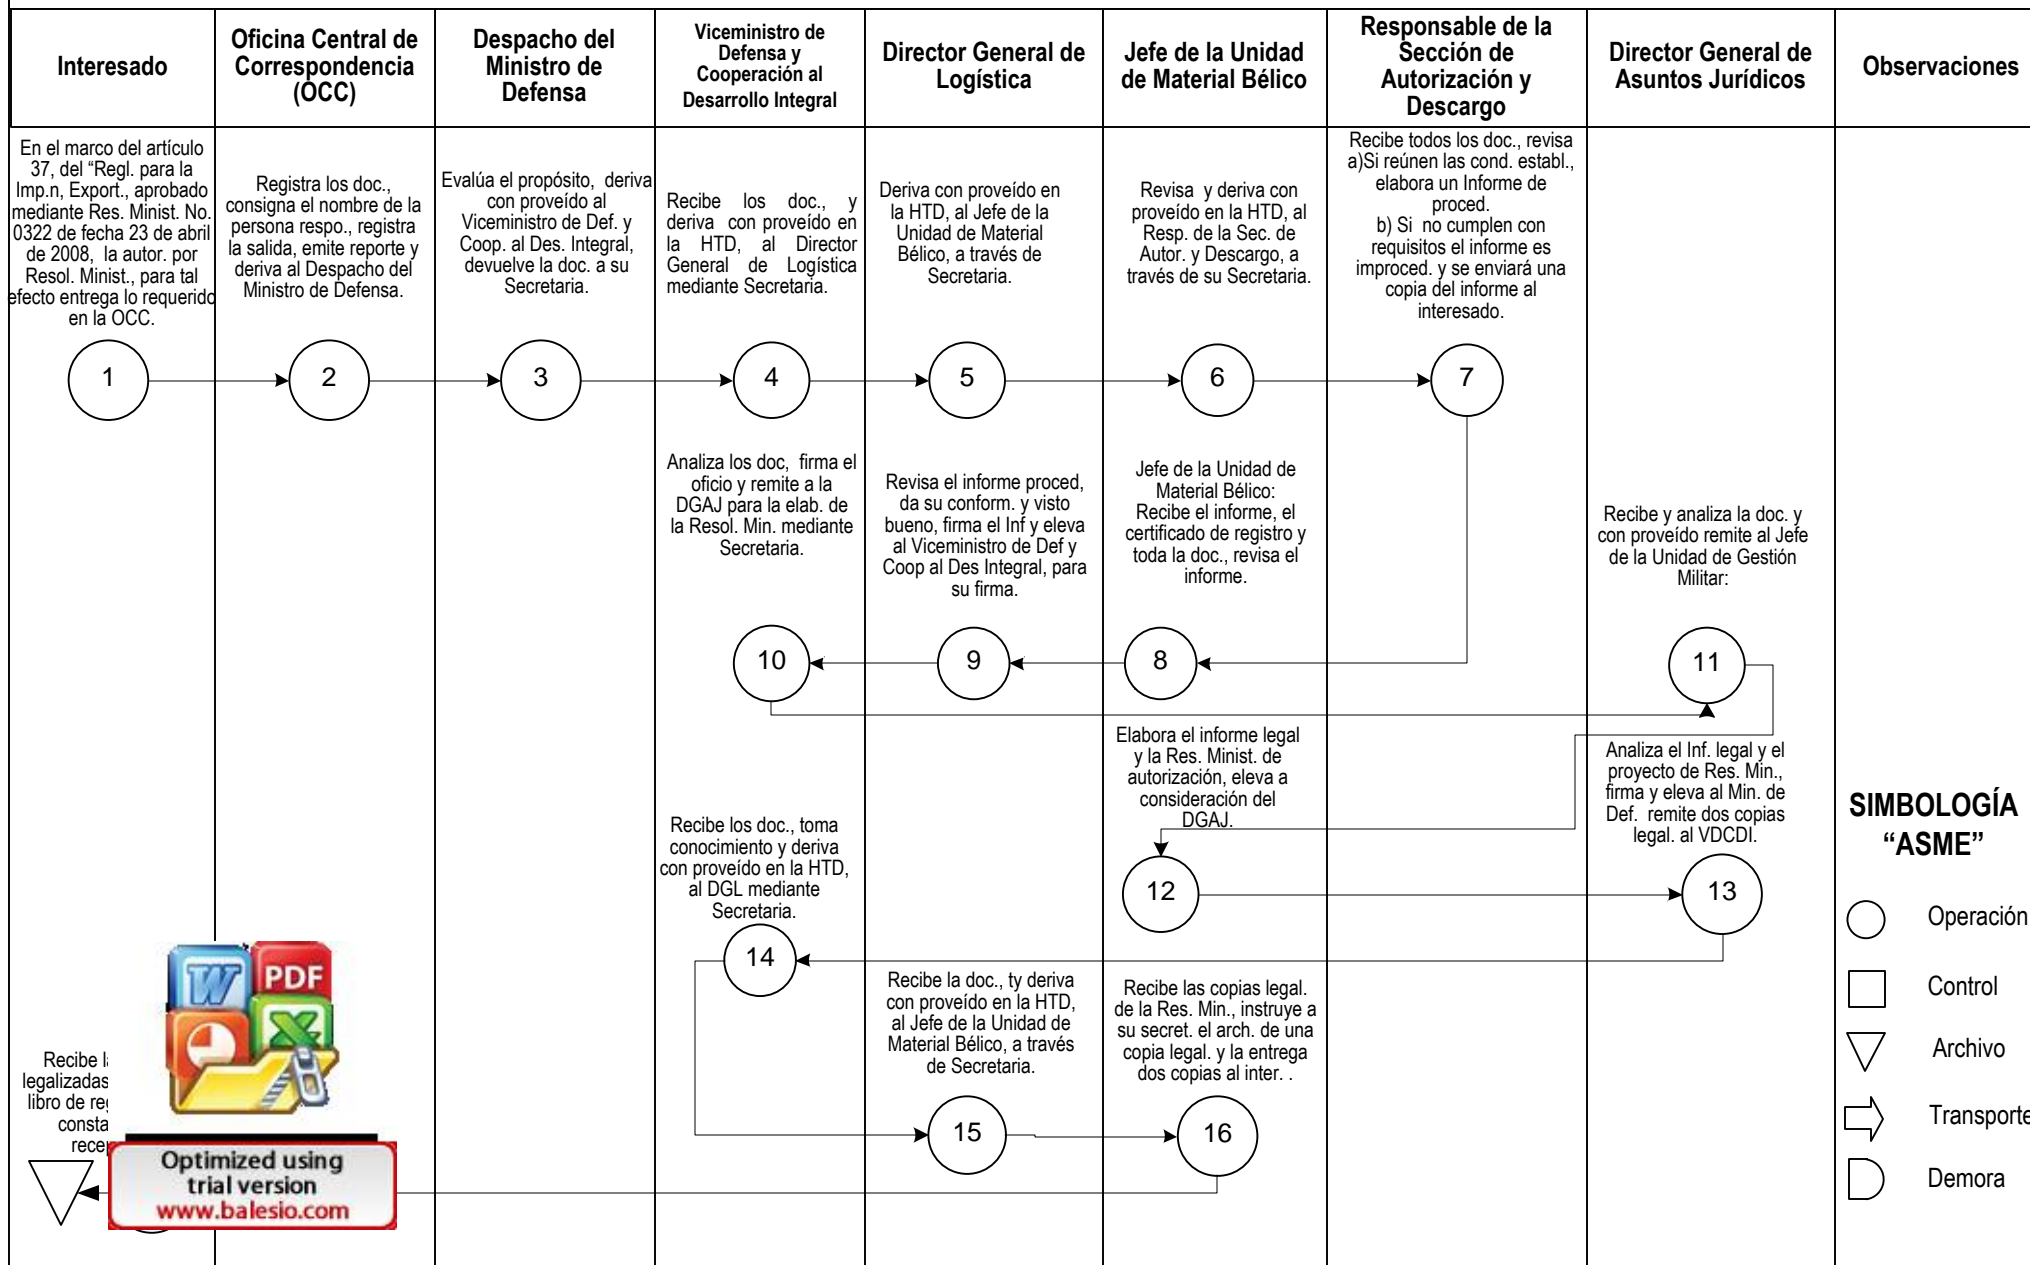 Interesado
Oficina Central de
Correspondencia
(OCC)
Despacho del
Ministro de
Defensa
Viceministro de
Defensa y
Cooperación al
Desarrollo Integral
Director General de
Logística
Jefe de la Unidad
de Material Bélico
Responsable de la
Sección de
Autorización y
Descargo
Director General de
Asuntos Jurídicos
Observaciones
En el marco del artículo
37, del “Regl. para la
Imp.n, Export., aprobado
mediante Res. Minist. No.
0322 de fecha 23 de abril
de 2008,  la autor. por
Resol. Minist., para tal
efecto entrega lo requerido
en la OCC.
Registra los doc.,
consigna el nombre de la
persona respo., registra
la salida, emite reporte y
deriva al Despacho del
Ministro de Defensa.
Evalúa el propósito,  deriva
con proveído al
Viceministro de Def. y
Coop. al Des. Integral,
devuelve la doc. a su
Secretaria.
Recibe los doc., y
deriva con proveído en
la HTD, al Director
General de Logística
mediante Secretaria.
Deriva con proveído en
la HTD, al Jefe de la
Unidad de Material
Bélico, a través de
Secretaria.
Revisa  y deriva con
proveído en la HTD, al
Resp. de la Sec. de
Autor. y Descargo, a
través de su Secretaria.
Recibe todos los doc., revisa
a)Si reúnen las cond. establ.,
elabora un Informe de
proced.
b) Si  no cumplen con
requisitos el informe es
improced. y se enviará una
copia del informe al
interesado.
1
2
3
4
5
6
7
Analiza los doc,  firma el
oficio y remite a la
DGAJ para la elab. de
la Resol. Min. mediante
Secretaria.
Revisa el informe proced,
da su conform. y visto
bueno, firma el Inf y eleva
al Viceministro de Def y
Coop al Des Integral, para
su firma.
Jefe de la Unidad de
Material Bélico:
Recibe el informe, el
certificado de registro y
toda la doc., revisa el
informe.
Recibe y analiza la doc. y
con proveído remite al Jefe
de la Unidad de Gestión
Militar:
10
9
8
11
Elabora el informe legal
y la Res. Minist. de
autorización, eleva a
consideración del
DGAJ.
Analiza el Inf. legal y el
proyecto de Res. Min.,
firma y eleva al Min. de
Def.  remite dos copias
legal. al VDCDI.
Recibe los doc., toma
conocimiento y deriva
con proveído en la HTD,
al DGL mediante
Secretaria.
12
13
14
Recibe la doc., ty deriva
con proveído en la HTD,
al Jefe de la Unidad de
Material Bélico, a través
de Secretaria.
Recibe las copias legal.
de la Res. Min., instruye a
su secret. el arch. de una
copia legal. y la entrega
dos copias al inter. .
15
16
Recibe
legalizadas
libro de
SIMBOLOGÍA
“ASME”
Operación
Control
Archivo
Transporte
Demora
W
PDF
X
Optimized using
trial version
www.balesio.com